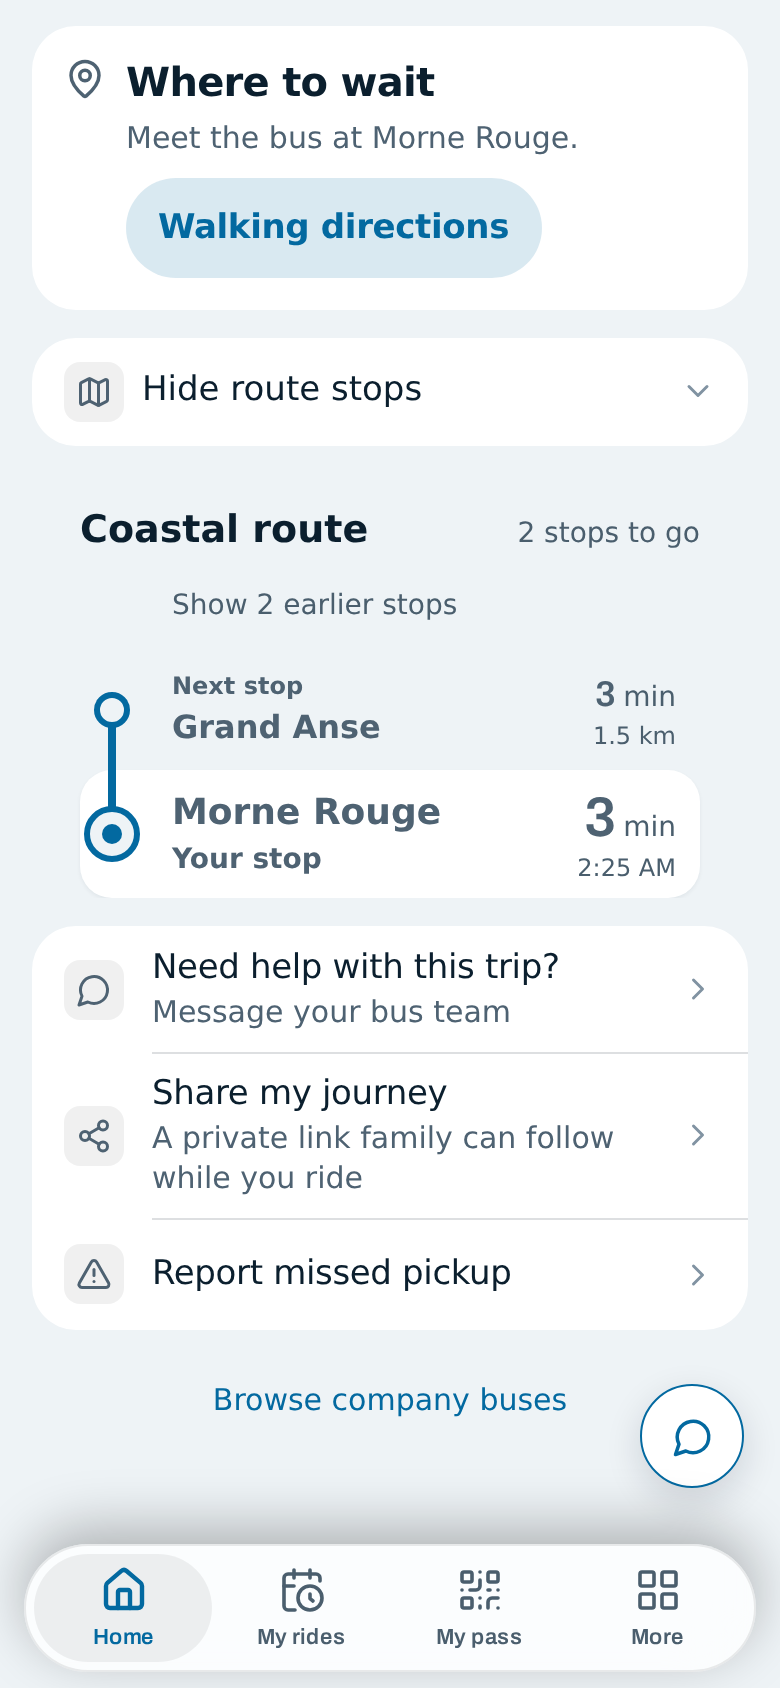 Where to wait
Meet the bus at Morne Rouge.
Walking directions
Hide route stops
Coastal route
2 stops to go
Show 2 earlier stops
Next stop
3 min
Grand Anse
1.5 km
Morne Rouge
3 min
Your stop
2:25 AM
Need help with this trip?
Message your bus team
Share my journey
A private link family can follow
while you ride
Report missed pickup
Browse company buses
Home
My rides
My pass
More